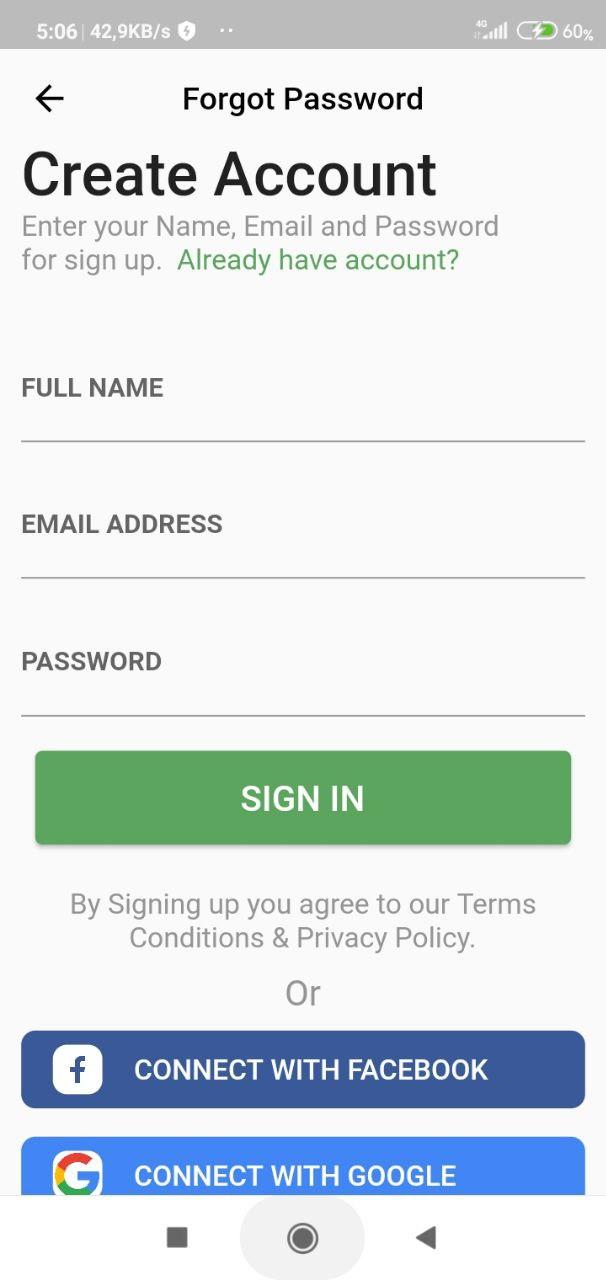 5:06 42,9KB/s
4G 60%
Forgot Password
Create Account
Enter your Name, Email and Password
for sign up. Already have account?
FULL NAME
EMAIL ADDRESS
PASSWORD
SIGN IN
By Signing up you agree to our Terms
Conditions & Privacy Policy.
Or
CONNECT WITH FACEBOOK
CONNECT WITH GOOGLE